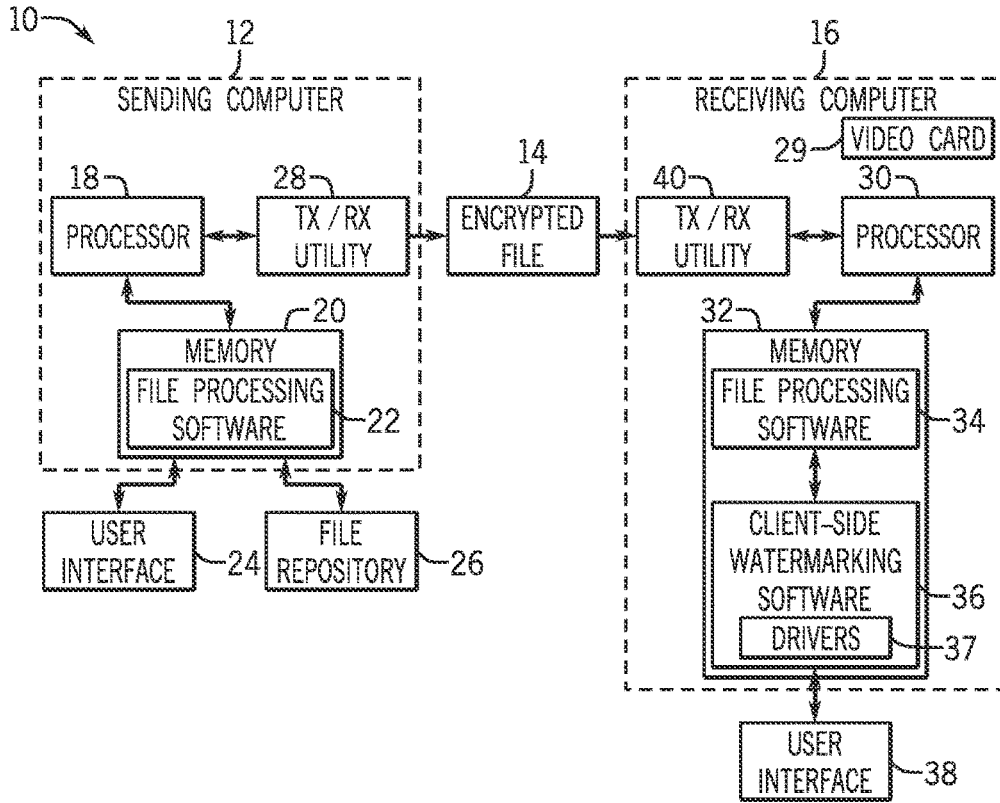 10
12
SENDING COMPUTER
18
PROCESSOR
28
TX/RX
UTILITY
20
MEMORY
FILE PROCESSING
SOFTWARE
22
USER
INTERFACE
24
FILE
REPOSITORY
26
14
ENCRYPTED
FILE
16
RECEIVING COMPUTER
VIDEO CARD
29
40
TX/RX
UTILITY
30
PROCESSOR
32
MEMORY
FILE PROCESSING
SOFTWARE
34
CLIENT-SIDE
WATERMARKING
SOFTWARE
36
DRIVERS
37
USER
INTERFACE
38